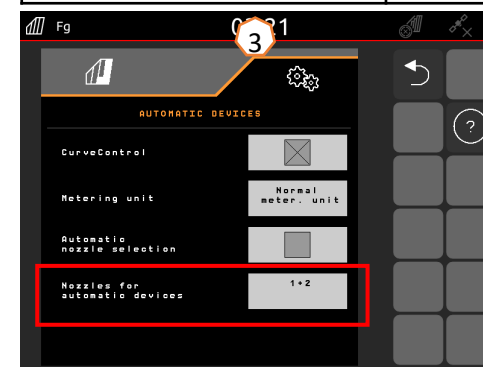 Fg
3
AUTOMATIC DEVICES
CurveControl
Metering unit
Normal
meter. unit
Automatic
nozzle selection
Nozzles for
automatic devices
1+2
?